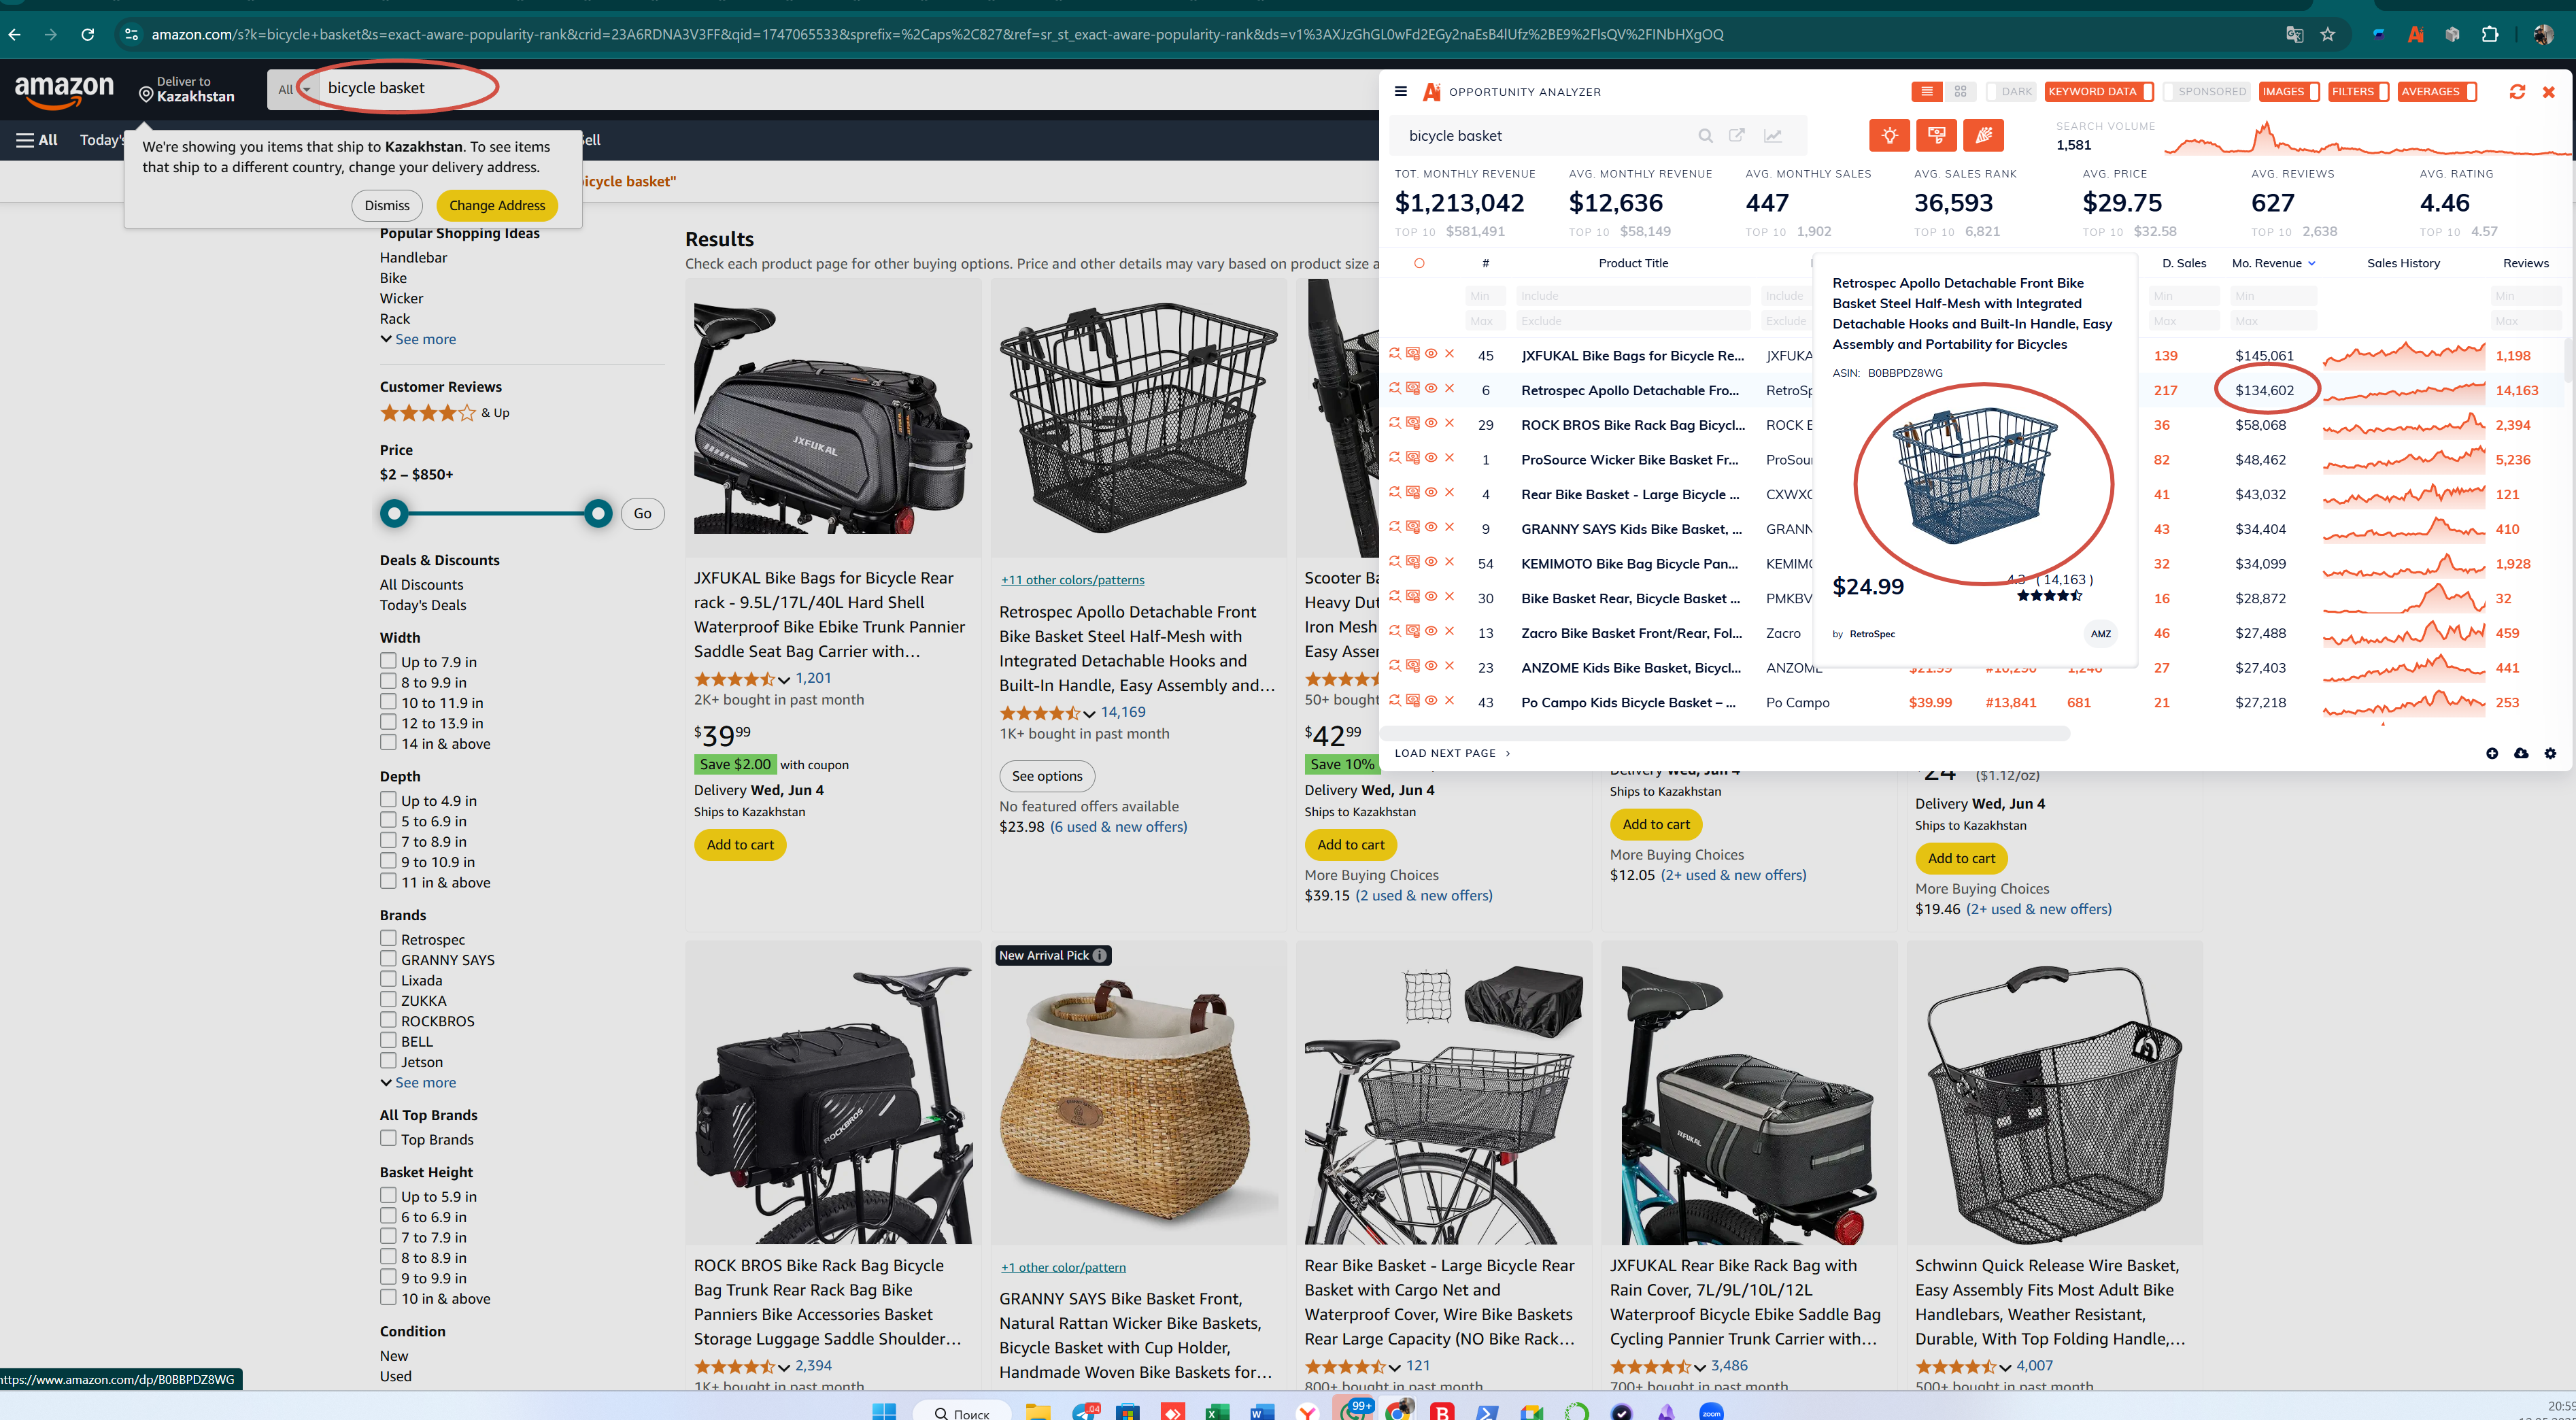 amazon.com/s?k=bicycle+basket&s=exact-aware-popularity-rank&crid=23A6RDNA3V3FF&qid=1747065533&sprefix=%2Caps%2C827&ref=sr_st_exact-aware-popularity-rank&ds=v1%3AXJzGhGL0wFd2EGy2naEsB4lUfz%2BE9%2FlsQV%2FINbHXgOQ
amazon
Deliver to
Kazakhstan
All
bicycle basket
All
Today's
Sell
We're showing you items that ship to Kazakhstan. To see items
that ship to a different country, change your delivery address.
Dismiss
Change Address
bicycle basket"
Popular Shopping Ideas
Handlebar
Bike
Wicker
Rack
See more
Customer Reviews
& Up
Price
$2 – $850+
Go
Deals & Discounts
All Discounts
Today's Deals
Width
Up to 7.9 in
8 to 9.9 in
10 to 11.9 in
12 to 13.9 in
14 in & above
Depth
Up to 4.9 in
5 to 6.9 in
7 to 8.9 in
9 to 10.9 in
11 in & above
Brands
Retrospec
GRANNY SAYS
Lixada
ZUKKA
ROCKBROS
BELL
Jetson
See more
All Top Brands
Top Brands
Basket Height
Up to 5.9 in
6 to 6.9 in
7 to 7.9 in
8 to 8.9 in
9 to 9.9 in
10 in & above
Condition
New
Used
Results
Check each product page for other buying options. Price and other details may vary based on product size a
JXFUKAL
JXFUKAL Bike Bags for Bicycle Rear
rack - 9.5L/17L/40L Hard Shell
Waterproof Bike Ebike Trunk Pannier
Saddle Seat Bag Carrier with…
1,201
2K+ bought in past month
$39 99
Save $2.00 with coupon
Delivery Wed, Jun 4
Ships to Kazakhstan
Add to cart
+11 other colors/patterns
Retrospec Apollo Detachable Front
Bike Basket Steel Half-Mesh with
Integrated Detachable Hooks and
Built-In Handle, Easy Assembly and…
14,169
1K+ bought in past month
See options
No featured offers available
$23.98 (6 used & new offers)
Scooter Ba
Heavy Dut
Iron Mesh
Easy Asser
50+ bought
$42 99
Save 10%
Delivery Wed, Jun 4
Ships to Kazakhstan
Add to cart
More Buying Choices
$39.15 (2 used & new offers)
Delivery Wed, Jun 4
Ships to Kazakhstan
Add to cart
More Buying Choices
$12.05 (2+ used & new offers)
24 ($1.12/oz)
Delivery Wed, Jun 4
Ships to Kazakhstan
Add to cart
More Buying Choices
$19.46 (2+ used & new offers)
ROCKBROS
ROCK BROS Bike Rack Bag Bicycle
Bag Trunk Rear Rack Bag Bike
Panniers Bike Accessories Basket
Storage Luggage Saddle Shoulder…
2,394
1K+ bought in past month
New Arrival Pick
+1 other color/pattern
GRANNY SAYS Bike Basket Front,
Natural Rattan Wicker Bike Baskets,
Bicycle Basket with Cup Holder,
Handmade Woven Bike Baskets for…
Rear Bike Basket - Large Bicycle Rear
Basket with Cargo Net and
Waterproof Cover, Wire Bike Baskets
Rear Large Capacity (NO Bike Rack…
121
800+ bought in past month
JXFUKAL
JXFUKAL Rear Bike Rack Bag with
Rain Cover, 7L/9L/10L/12L
Waterproof Bicycle Ebike Saddle Bag
Cycling Pannier Trunk Carrier with…
3,486
700+ bought in past month
Schwinn Quick Release Wire Basket,
Easy Assembly Fits Most Adult Bike
Handlebars, Weather Resistant,
Durable, With Top Folding Handle,…
4,007
500+ bought in past month
OPPORTUNITY ANALYZER
DARK
KEYWORD DATA
SPONSORED
IMAGES
FILTERS
AVERAGES
bicycle basket
SEARCH VOLUME
1,581
TOT. MONTHLY REVENUE
$1,213,042
TOP 10 $581,491
AVG. MONTHLY REVENUE
$12,636
TOP 10 $58,149
AVG. MONTHLY SALES
447
TOP 10 1,902
AVG. SALES RANK
36,593
TOP 10 6,821
AVG. PRICE
$29.75
TOP 10 $32.58
AVG. REVIEWS
627
TOP 10 2,638
AVG. RATING
4.46
TOP 10 4.57
# Product Title D. Sales Mo. Revenue Sales History Reviews
Min Include Include Min Min Min
Max Exclude Exclude Max Max Max
45 JXFUKAL Bike Bags for Bicycle Re... JXFUKA 139 $145,061 1,198
6 Retrospec Apollo Detachable Fro... RetroSp 217 $134,602 14,163
29 ROCK BROS Bike Rack Bag Bicycl... ROCK E 36 $58,068 2,394
1 ProSource Wicker Bike Basket Fr... ProSour 82 $48,462 5,236
4 Rear Bike Basket - Large Bicycle ... CXWXC 41 $43,032 121
9 GRANNY SAYS Kids Bike Basket, ... GRANN 43 $34,404 410
54 KEMIMOTO Bike Bag Bicycle Pan... KEMIMO 32 $34,099 1,928
30 Bike Basket Rear, Bicycle Basket ... PMKBV 16 $28,872 32
13 Zacro Bike Basket Front/Rear, Fol... Zacro 46 $27,488 459
23 ANZOME Kids Bike Basket, Bicycl... ANZOME $21.99 #10,290 1,246 27 $27,403 441
43 Po Campo Kids Bicycle Basket – ... Po Campo $39.99 #13,841 681 21 $27,218 253
Retrospec Apollo Detachable Front Bike
Basket Steel Half-Mesh with Integrated
Detachable Hooks and Built-In Handle, Easy
Assembly and Portability for Bicycles
ASIN: B0BBPDZ8WG
$24.99
4.3 ( 14,163 )
by RetroSpec
AMZ
LOAD NEXT PAGE
https://www.amazon.com/dp/B0BBPDZ8WG
Поиск
04
99+
zoom
20:5